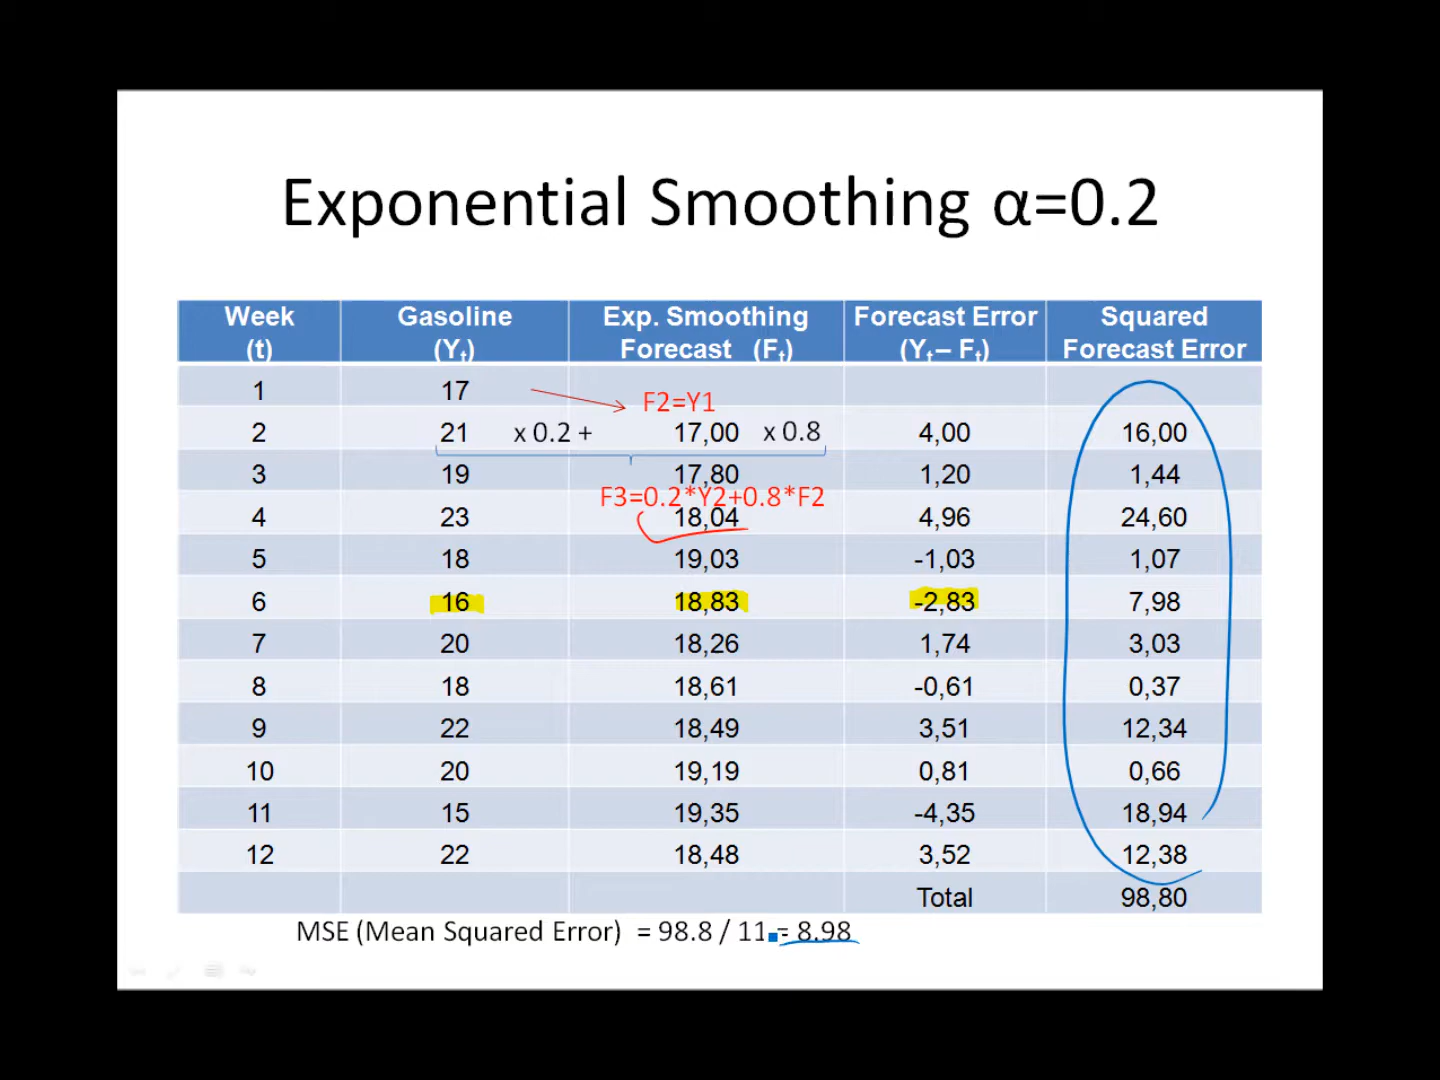 Exponential Smoothing α=0.2
Week (t) Gasoline (Yt) Exp. Smoothing Forecast (Ft) Forecast Error (Yt – Ft) Squared Forecast Error
1 17
F2=Y1
2 21 x 0.2 + 17,00 x 0.8 4,00 16,00
3 19 17,80 1,20 1,44
F3=0.2*Y2+0.8*F2
4 23 18,04 4,96 24,60
5 18 19,03 -1,03 1,07
6 16 18,83 -2,83 7,98
7 20 18,26 1,74 3,03
8 18 18,61 -0,61 0,37
9 22 18,49 3,51 12,34
10 20 19,19 0,81 0,66
11 15 19,35 -4,35 18,94
12 22 18,48 3,52 12,38
Total 98,80
MSE (Mean Squared Error) = 98.8 / 11 = 8.98